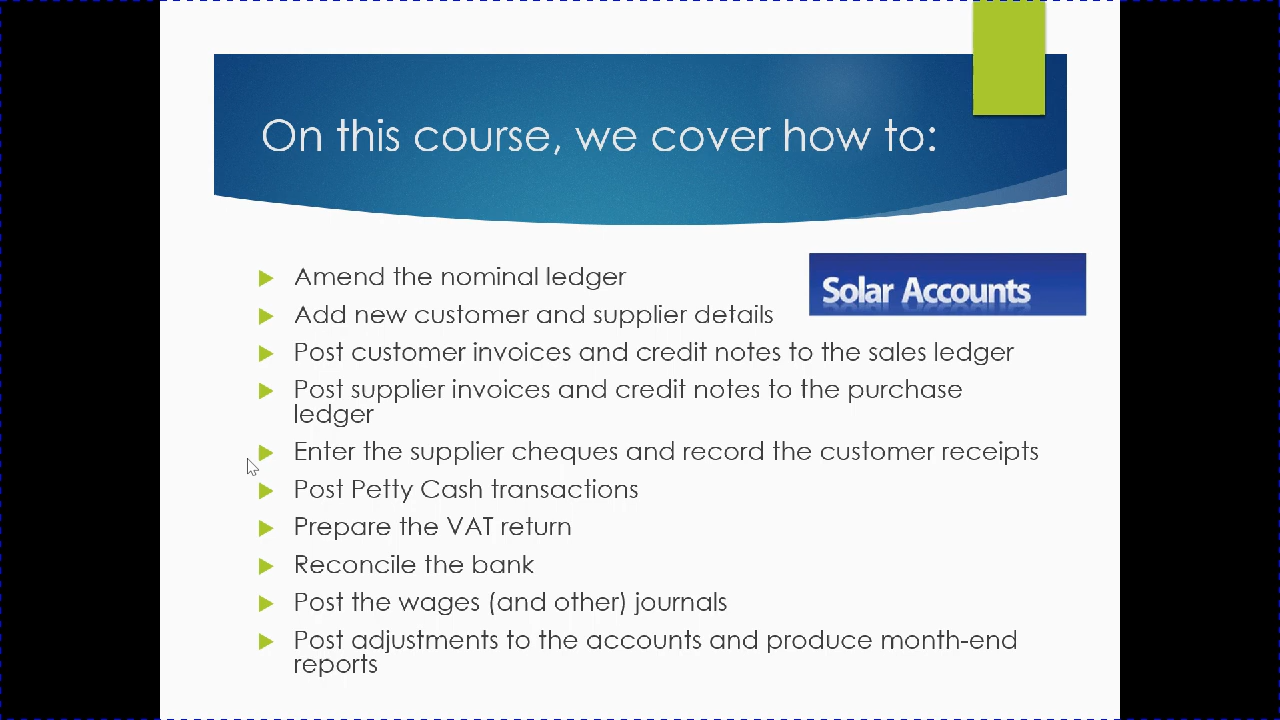 On this course, we cover how to:
Solar Accounts
Amend the nominal ledger
Add new customer and supplier details
Post customer invoices and credit notes to the sales ledger
Post supplier invoices and credit notes to the purchase
ledger
Enter the supplier cheques and record the customer receipts
Post Petty Cash transactions
Prepare the VAT return
Reconcile the bank
Post the wages (and other) journals
Post adjustments to the accounts and produce month-end
reports